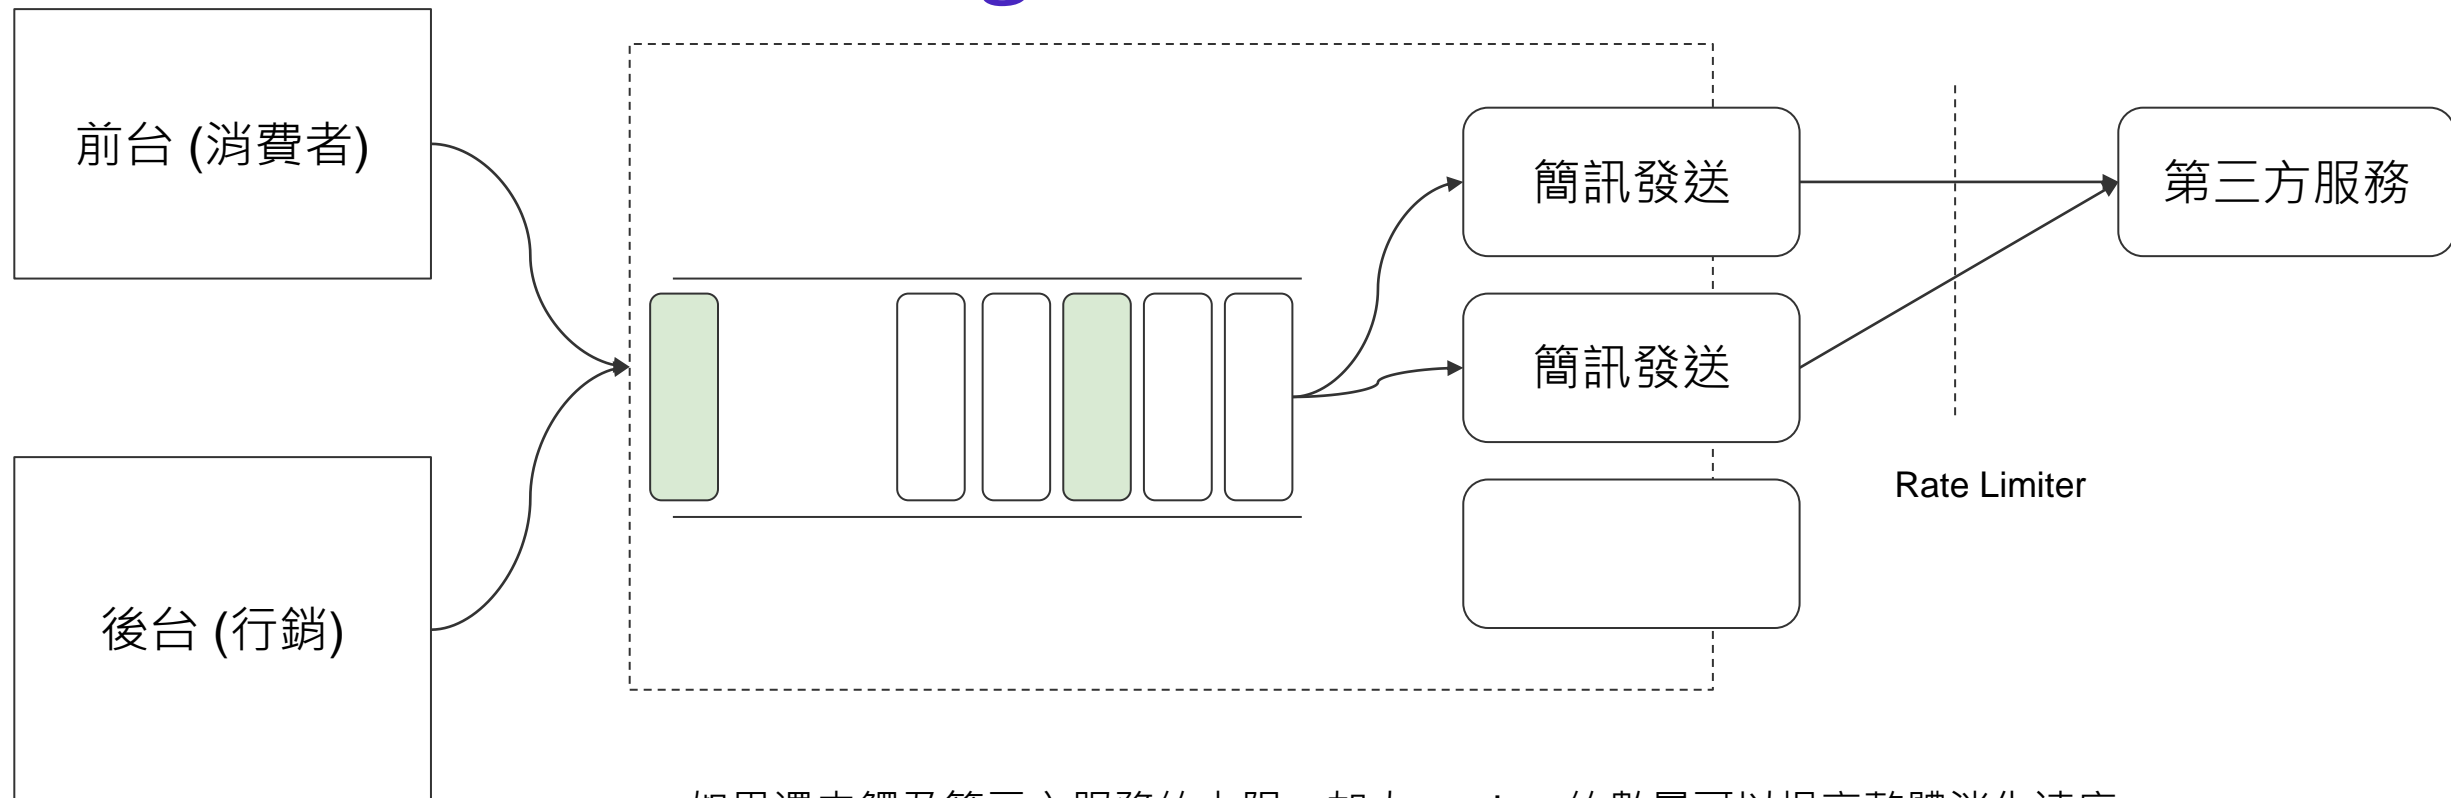 前台 (消費者)
簡訊發送
第三方服務
簡訊發送
Rate Limiter
後台 (行銷)